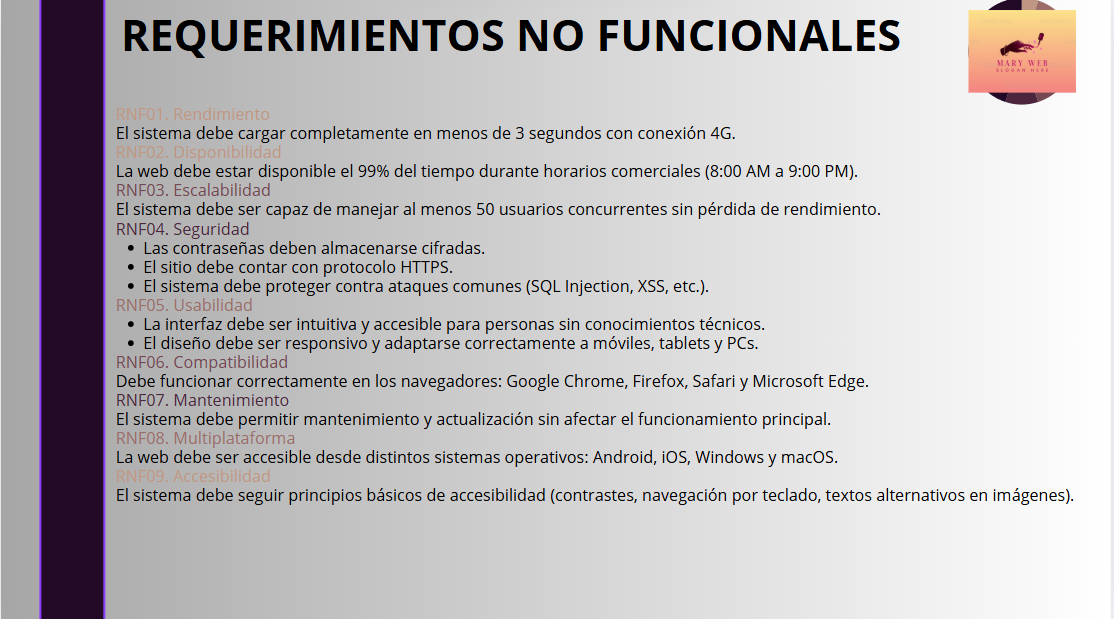 REQUERIMIENTOS NO FUNCIONALES
MARY WEB
SLOGAN HERE
RNF01. Rendimiento
El sistema debe cargar completamente en menos de 3 segundos con conexión 4G.
RNF02. Disponibilidad
La web debe estar disponible el 99% del tiempo durante horarios comerciales (8:00 AM a 9:00 PM).
RNF03. Escalabilidad
El sistema debe ser capaz de manejar al menos 50 usuarios concurrentes sin pérdida de rendimiento.
RNF04. Seguridad
• Las contraseñas deben almacenarse cifradas.
• El sitio debe contar con protocolo HTTPS.
• El sistema debe proteger contra ataques comunes (SQL Injection, XSS, etc.).
RNF05. Usabilidad
• La interfaz debe ser intuitiva y accesible para personas sin conocimientos técnicos.
• El diseño debe ser responsivo y adaptarse correctamente a móviles, tablets y PCs.
RNF06. Compatibilidad
Debe funcionar correctamente en los navegadores: Google Chrome, Firefox, Safari y Microsoft Edge.
RNF07. Mantenimiento
El sistema debe permitir mantenimiento y actualización sin afectar el funcionamiento principal.
RNF08. Multiplataforma
La web debe ser accesible desde distintos sistemas operativos: Android, iOS, Windows y macOS.
RNF09. Accesibilidad
El sistema debe seguir principios básicos de accesibilidad (contrastes, navegación por teclado, textos alternativos en imágenes).